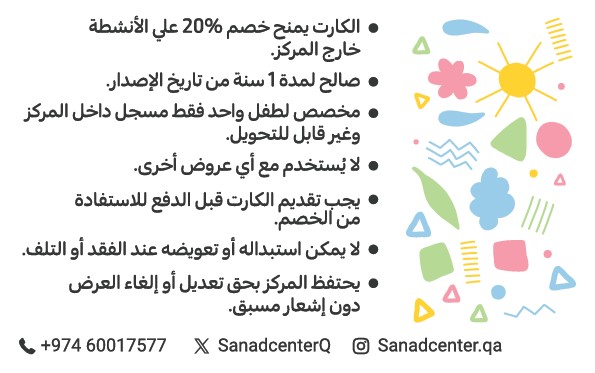 • الكارت يمنح خصم 20% علي الأنشطة
خارج المركز.
• صالح لمدة 1 سنة من تاريخ الإصدار.
• مخصص لطفل واحد فقط مسجل داخل المركز
وغير قابل للتحويل.
• لا يُستخدم مع أي عروض أخرى.
• يجب تقديم الكارت قبل الدفع للاستفادة
من الخصم.
• لا يمكن استبداله أو تعويضه عند الفقد أو التلف.
• يحتفظ المركز بحق تعديل أو إلغاء العرض
دون إشعار مسبق.
+974 60017577 SanadcenterQ Sanadcenter.qa